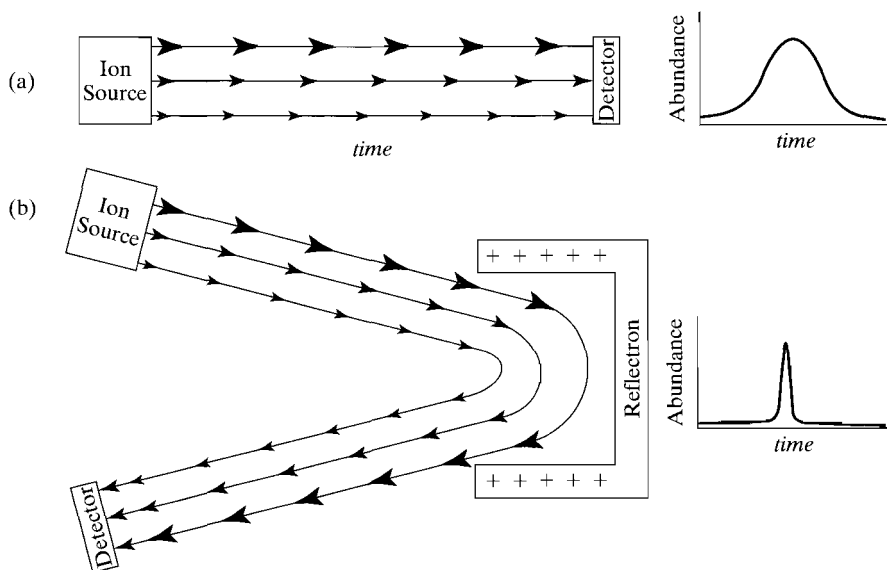 (a)
Ion
Source
Detector
time
Abundance
time
(b)
Ion
Source
+ + + + +
Reflectron
+ + + + +
Detector
Abundance
time